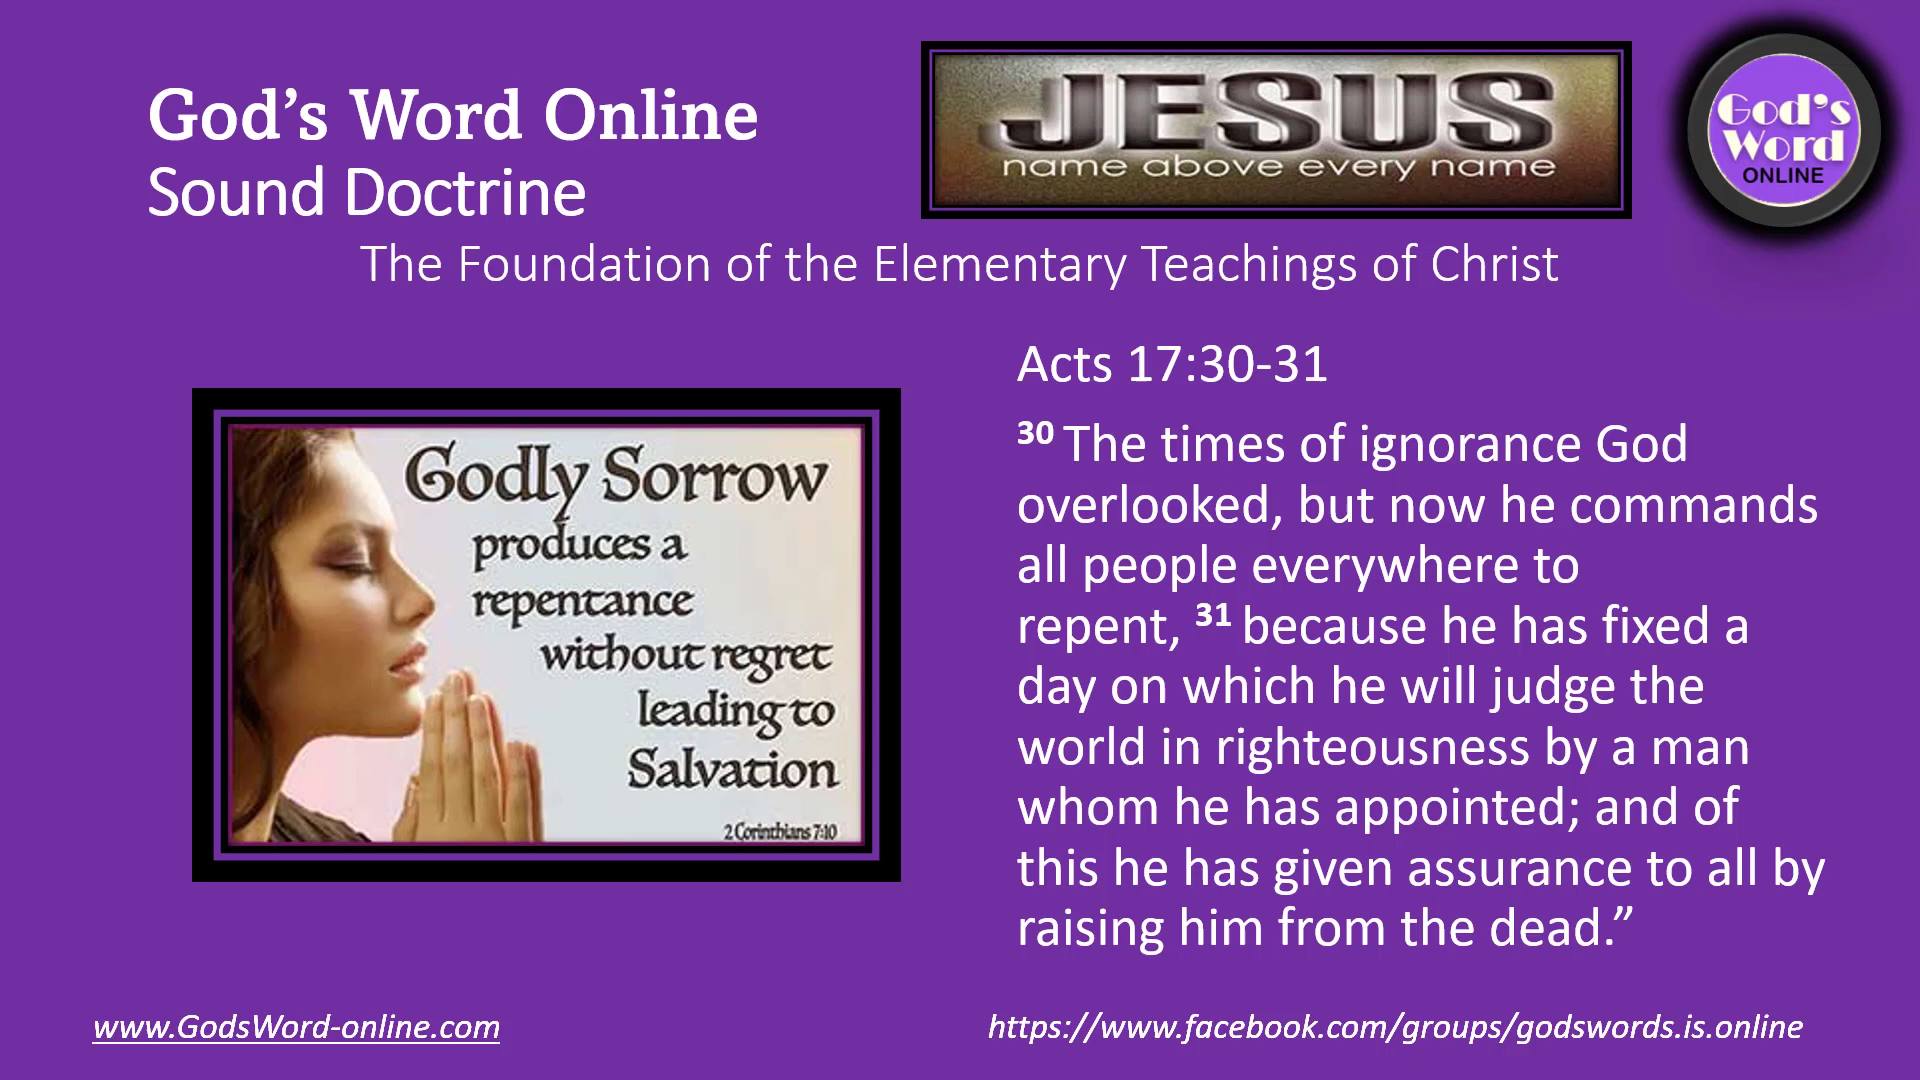 God’s Word Online
Sound Doctrine
JESUS
name above every name
God's
Word
ONLINE
The Foundation of the Elementary Teachings of Christ
Godly Sorrow
produces a
repentance
without regret
leading to
Salvation
2 Corinthians 7:10
Acts 17:30-31
30 The times of ignorance God
overlooked, but now he commands
all people everywhere to
repent, 31 because he has fixed a
day on which he will judge the
world in righteousness by a man
whom he has appointed; and of
this he has given assurance to all by
raising him from the dead.”
www.GodsWord-online.com
https://www.facebook.com/groups/godswords.is.online